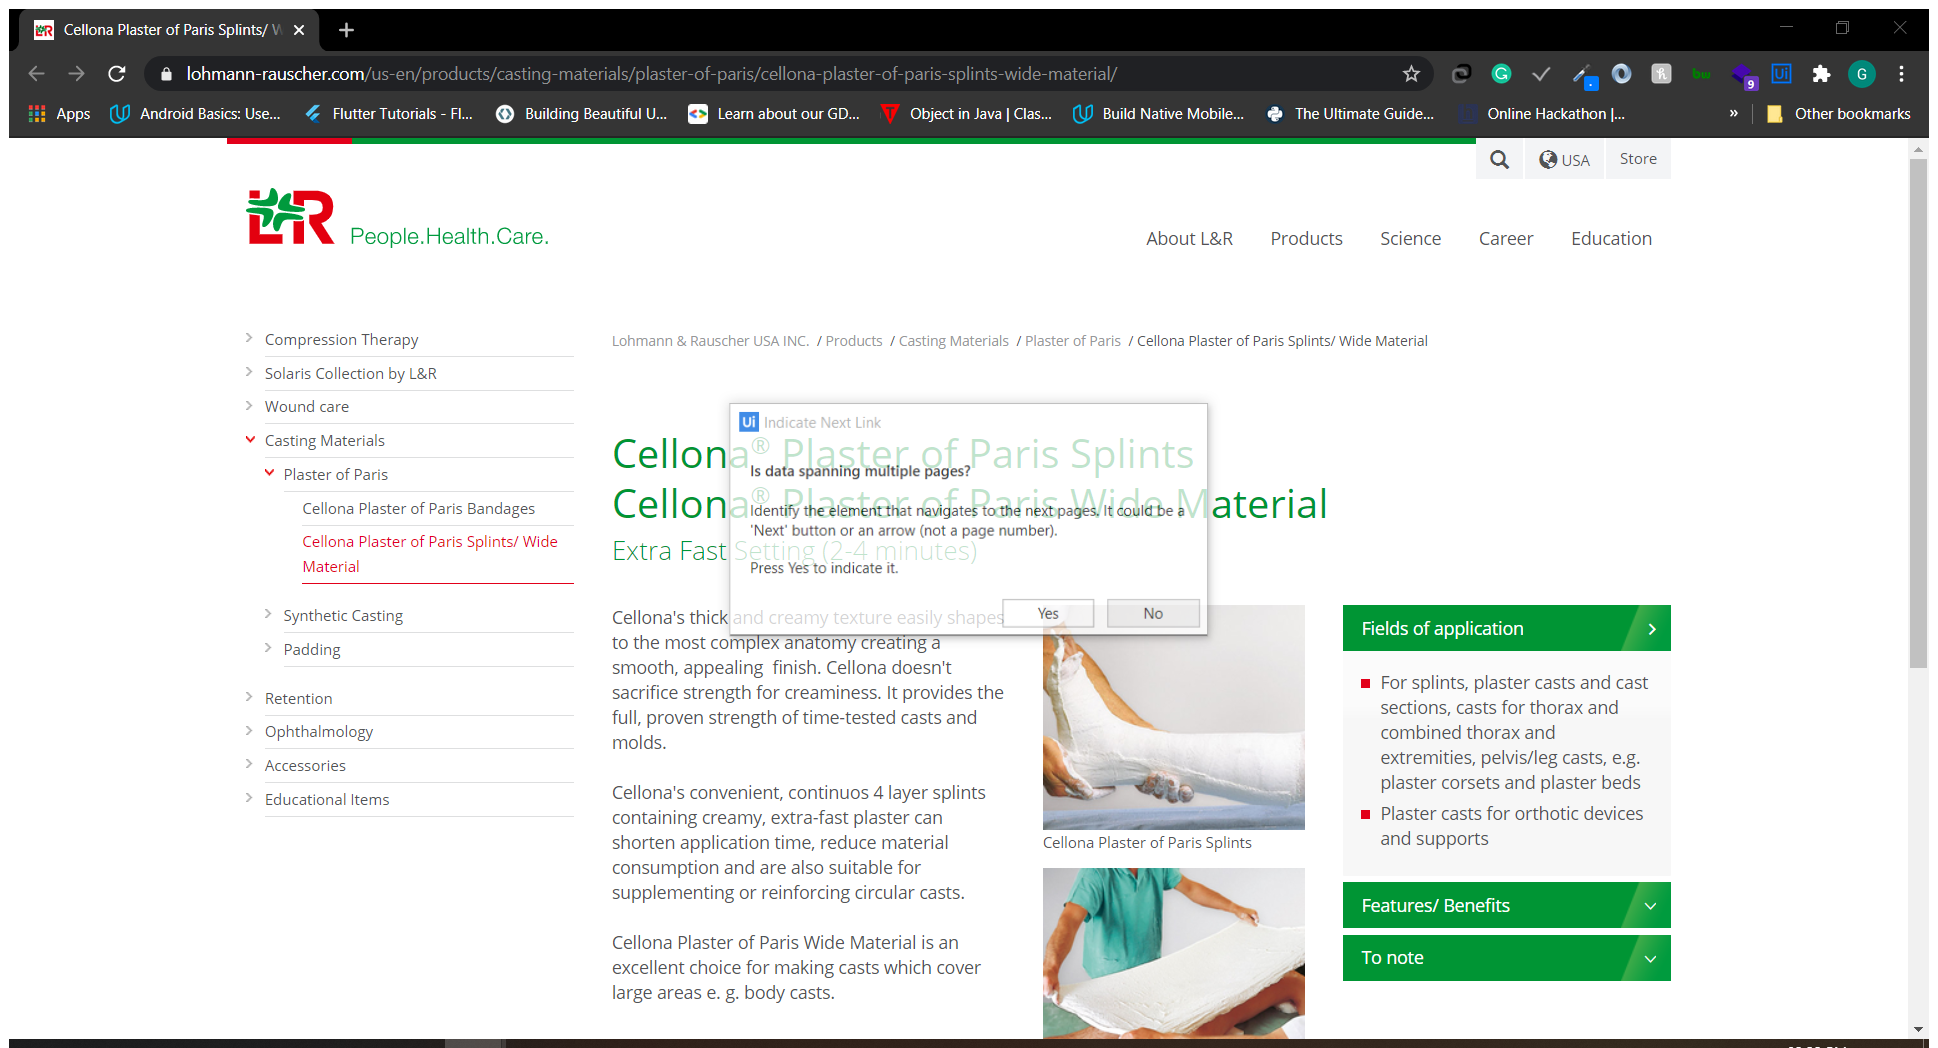 Cellona Plaster of Paris Splints/ W
lohmann-rauscher.com/us-en/products/casting-materials/plaster-of-paris/cellona-plaster-of-paris-splints-wide-material/
G
9
Ui
bw
Apps
Android Basics: Use...
Flutter Tutorials - Fl...
Building Beautiful U...
Learn about our GD...
Object in Java | Clas...
Build Native Mobile...
The Ultimate Guide...
Online Hackathon |...
»
Other bookmarks
USA
Store
L&R
People.Health.Care.
About L&R
Products
Science
Career
Education
Compression Therapy
Solaris Collection by L&R
Wound care
Casting Materials
Plaster of Paris
Cellona Plaster of Paris Bandages
Cellona Plaster of Paris Splints/ Wide
Material
Synthetic Casting
Padding
Retention
Ophthalmology
Accessories
Educational Items
Lohmann & Rauscher USA INC. / Products / Casting Materials / Plaster of Paris / Cellona Plaster of Paris Splints/ Wide Material
Cellona® Plaster of Paris Splints
Cellona® Plaster of Paris Wide Material
Extra Fast Setting (2-4 minutes)
Ui Indicate Next Link
Is data spanning multiple pages?
Identify the element that navigates to the next pages. It could be a
'Next' button or an arrow (not a page number).
Press Yes to indicate it.
Yes
No
Cellona's thick and creamy texture easily shapes
to the most complex anatomy creating a
smooth, appealing finish. Cellona doesn't
sacrifice strength for creaminess. It provides the
full, proven strength of time-tested casts and
molds.
Cellona's convenient, continuos 4 layer splints
containing creamy, extra-fast plaster can
shorten application time, reduce material
consumption and are also suitable for
supplementing or reinforcing circular casts.
Cellona Plaster of Paris Wide Material is an
excellent choice for making casts which cover
large areas e. g. body casts.
Cellona Plaster of Paris Splints
Fields of application
For splints, plaster casts and cast
sections, casts for thorax and
combined thorax and
extremities, pelvis/leg casts, e.g.
plaster corsets and plaster beds
Plaster casts for orthotic devices
and supports
Features/ Benefits
To note